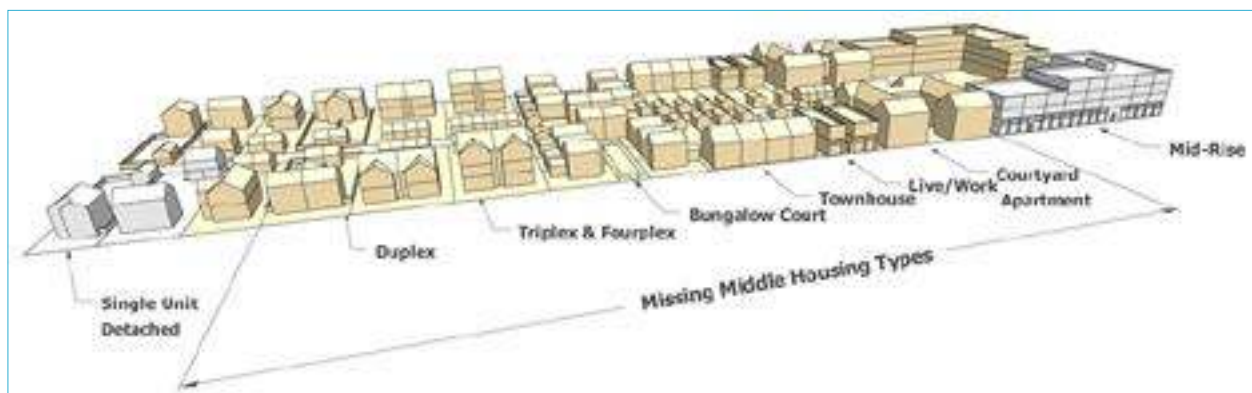 Single Unit
Detached
Duplex
Triplex & Fourplex
Bungalow Court
Townhouse
Live/Work
Courtyard
Apartment
Mid-Rise
Missing Middle Housing Types